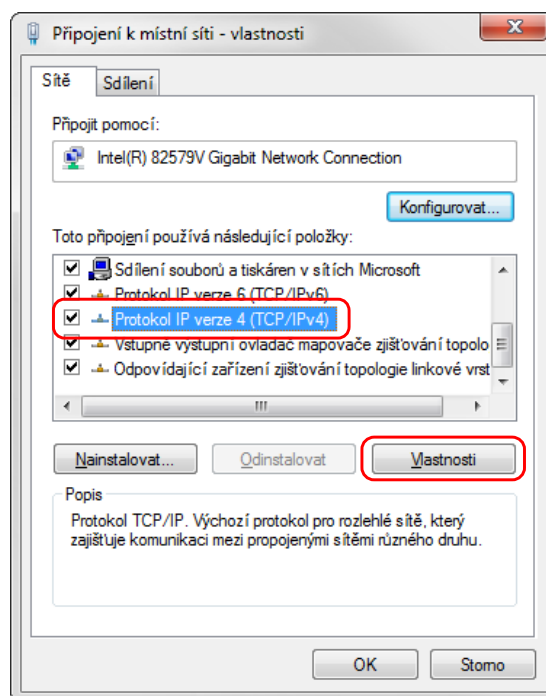 Připojení k místní síti - vlastnosti
Sítě
Sdílení
Připojit pomocí:
Intel(R) 82579V Gigabit Network Connection
Konfigurovat...
Toto připojení používá následující položky:
Sdílení souborů a tiskáren v sítích Microsoft
Protokol IP verze 6 (TCP/IPv6)
Protokol IP verze 4 (TCP/IPv4)
Vstupně výstupní ovladač mapovače zjišťování topolo
Odpovídající zařízení zjišťování topologie linkové vrst
Nainstalovat...
Odinstalovat
Vlastnosti
Popis
Protokol TCP/IP. Výchozí protokol pro rozlehlé sítě, který
zajišťuje komunikaci mezi propojenými sítěmi různého druhu.
OK
Storno